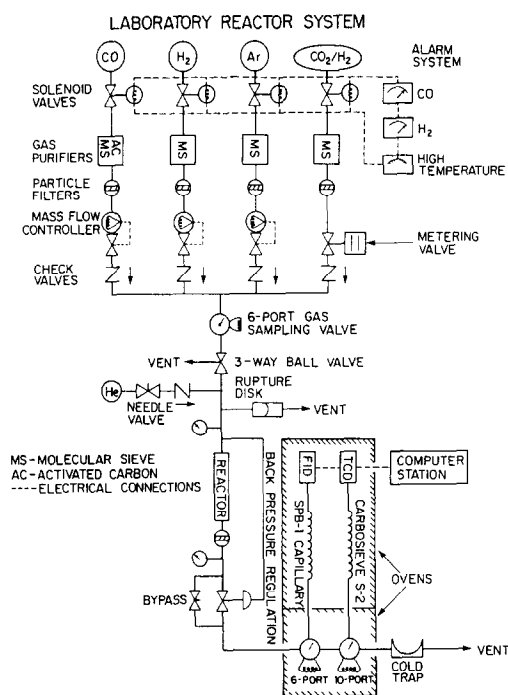 LABORATORY REACTOR SYSTEM
CO
H2
Ar
CO2/H2
ALARM
SYSTEM
SOLENOID
VALVES
CO
H2
HIGH
TEMPERATURE
GAS
PURIFIERS
AC
MS
MS
MS
MS
PARTICLE
FILTERS
MASS FLOW
CONTROLLER
METERING
VALVE
CHECK
VALVES
6-PORT GAS
SAMPLING VALVE
VENT
3-WAY BALL VALVE
He
NEEDLE
VALVE
RUPTURE
DISK
VENT
MS-MOLECULAR SIEVE
AC-ACTIVATED CARBON
----ELECTRICAL CONNECTIONS
REACTOR
BACK PRESSURE REGULATION
BYPASS
FID
TCD
COMPUTER
STATION
SPB-1 CAPILLARY
CARBOSIEVE S-2
OVENS
6-PORT
10-PORT
COLD
TRAP
VENT